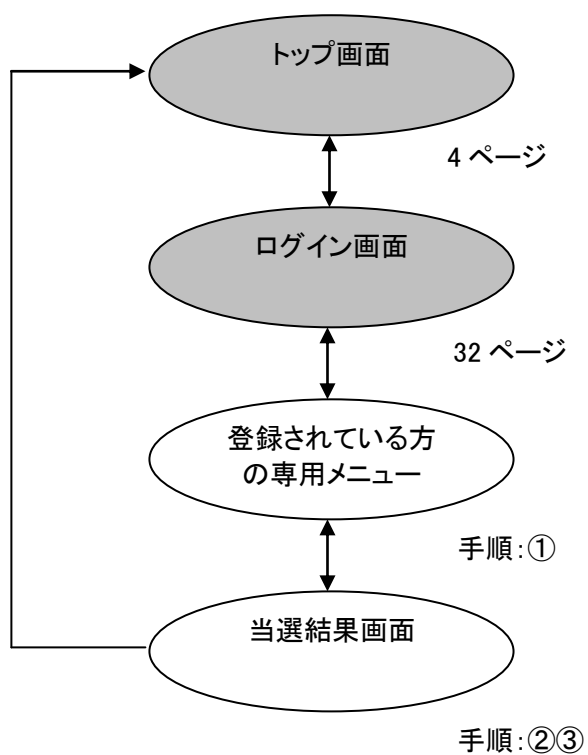 トップ画面
4 ページ
ログイン画面
32 ページ
登録されている方
の専用メニュー
手順：①
当選結果画面
手順：②③